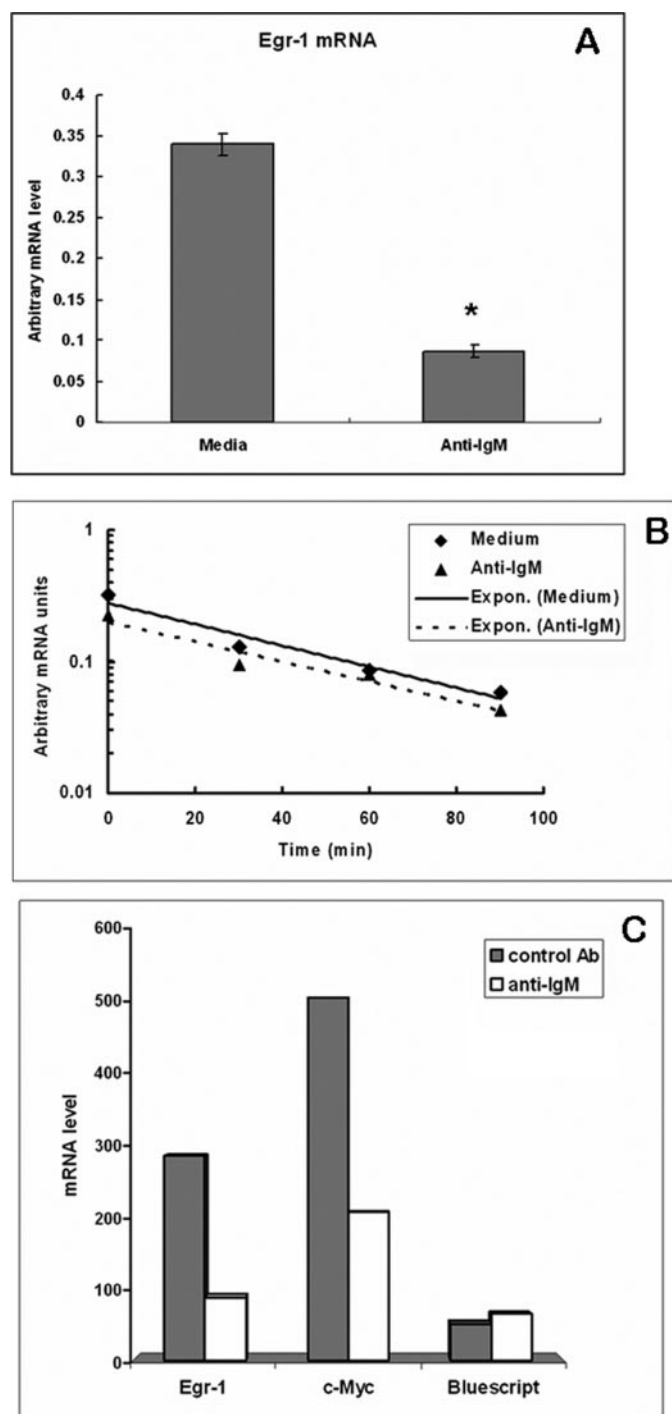 Egr-1 mRNA
A
Arbitrary mRNA level
0.4
0.35
0.3
0.25
0.2
0.15
0.1
0.05
0
*
Media
Anti-IgM
B
Arbitrary mRNA units
1
0.1
0.01
Medium
Anti-IgM
Expon. (Medium)
Expon. (Anti-IgM)
0
20
40
60
80
100
Time (min)
C
mRNA level
600
500
400
300
200
100
0
control Ab
anti-IgM
Egr-1
c-Myc
Bluescript